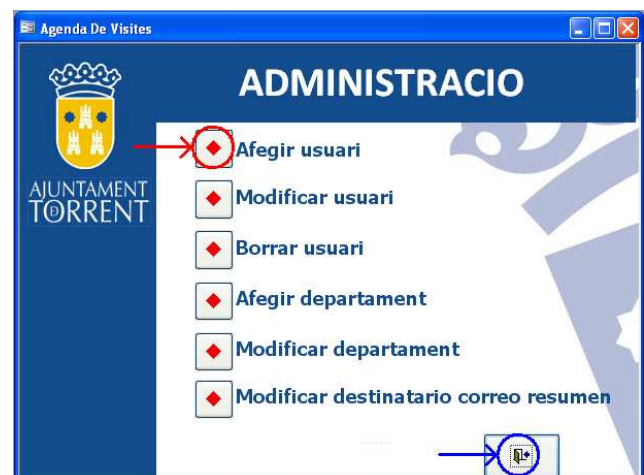 Agenda De Visites
ADMINISTRACIO
AJUNTAMENT
DE TORRENT
Afegir usuari
Modificar usuari
Borrar usuari
Afegir departament
Modificar departament
Modificar destinatario correo resumen